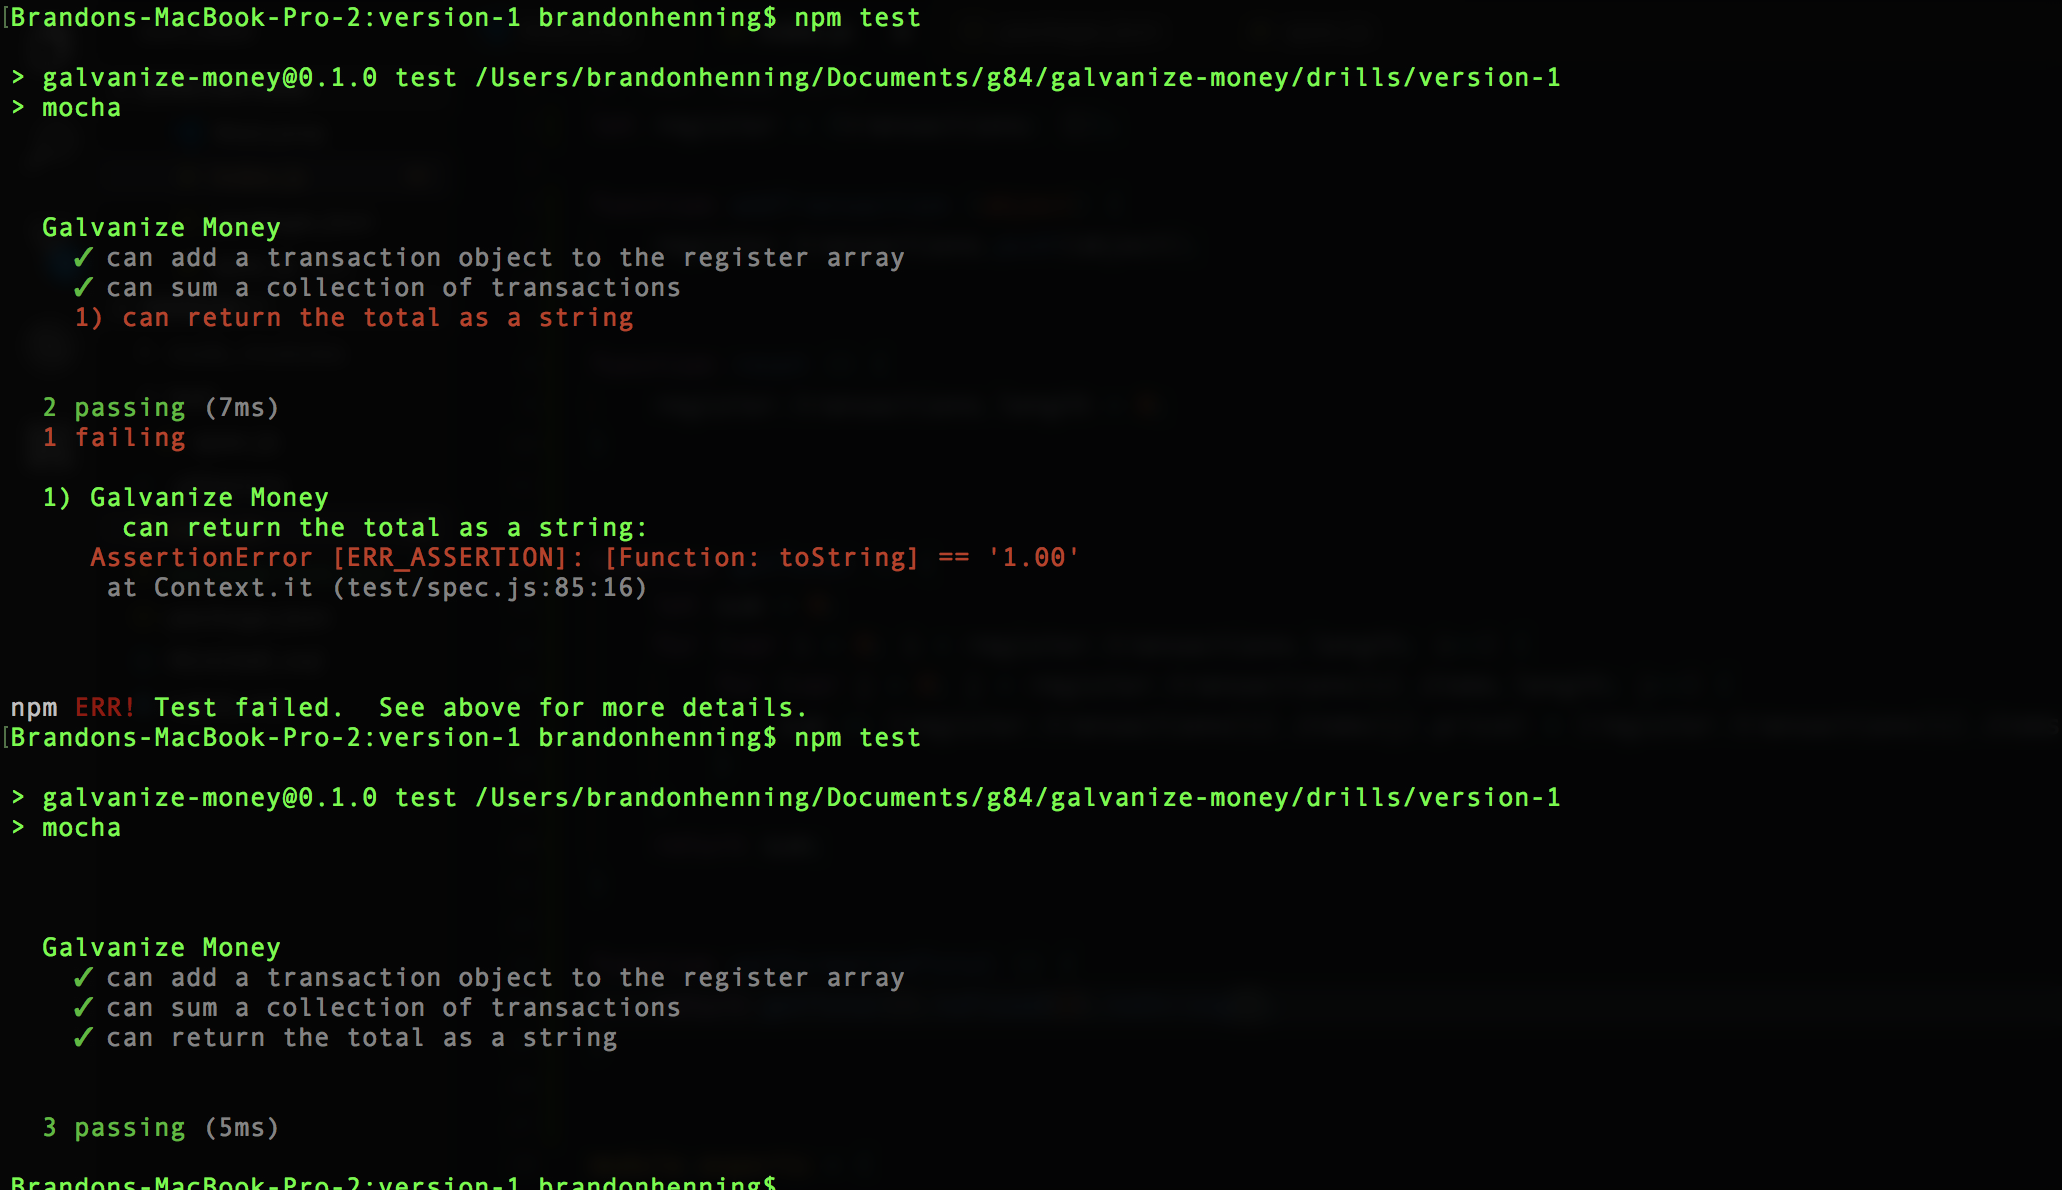 [Brandons-MacBook-Pro-2:version-1 brandonhenning$ npm test
> galvanize-money@0.1.0 test /Users/brandonhenning/Documents/g84/galvanize-money/drills/version-1
> mocha
Galvanize Money
✓ can add a transaction object to the register array
✓ can sum a collection of transactions
1) can return the total as a string
2 passing (7ms)
1 failing
1) Galvanize Money
can return the total as a string:
AssertionError [ERR_ASSERTION]: [Function: toString] == '1.00'
at Context.it (test/spec.js:85:16)
npm ERR! Test failed.  See above for more details.
[Brandons-MacBook-Pro-2:version-1 brandonhenning$ npm test
> galvanize-money@0.1.0 test /Users/brandonhenning/Documents/g84/galvanize-money/drills/version-1
> mocha
Galvanize Money
✓ can add a transaction object to the register array
✓ can sum a collection of transactions
✓ can return the total as a string
3 passing (5ms)
Brandons-MacBook-Pro-2:version-1 brandonhenning$